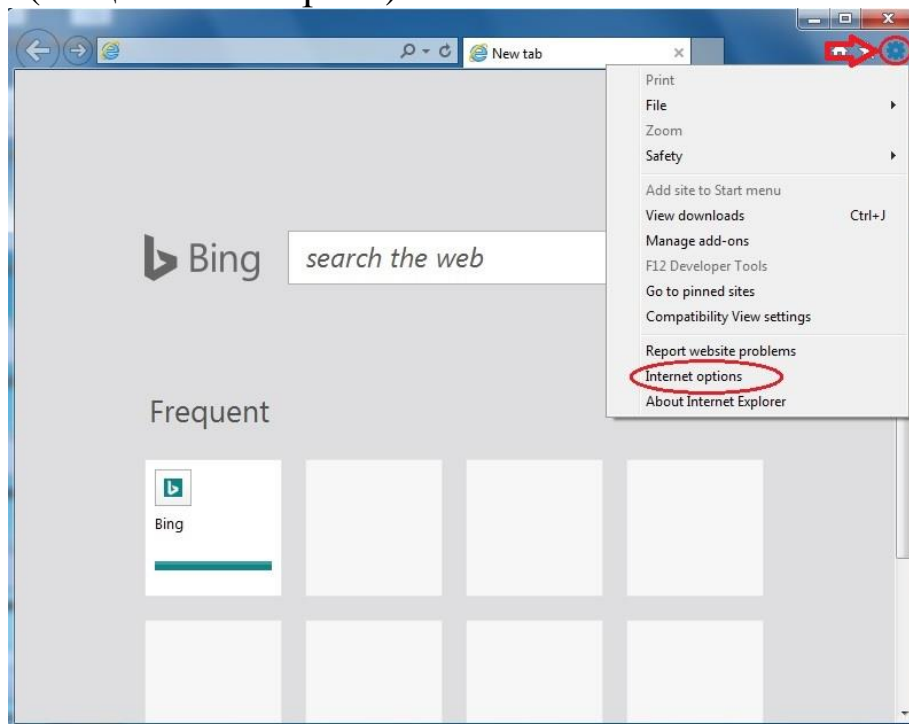 New tab
Print
File
Zoom
Safety
Add site to Start menu
View downloads Ctrl+J
Manage add-ons
F12 Developer Tools
Go to pinned sites
Compatibility View settings
Report website problems
Internet options
About Internet Explorer
Bing
search the web
Frequent
Bing